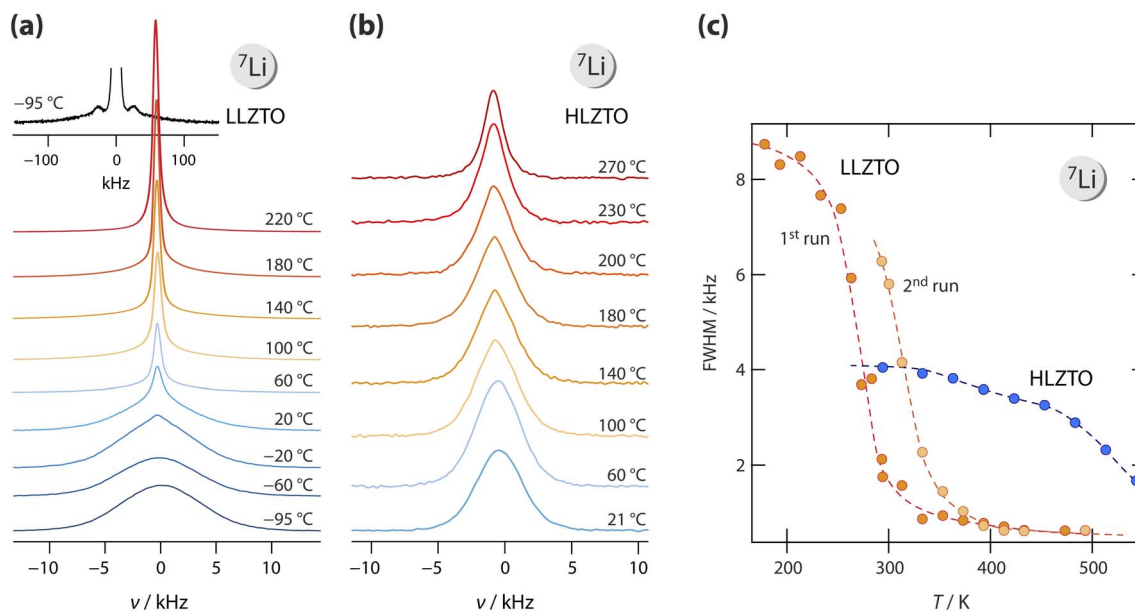 (a)
⁷Li
LLZTO
−95 °C
−100 0 100
kHz
220 °C
180 °C
140 °C
100 °C
60 °C
20 °C
−20 °C
−60 °C
−95 °C
−10 −5 0 5 10
ν / kHz
(b)
⁷Li
HLZTO
270 °C
230 °C
200 °C
180 °C
140 °C
100 °C
60 °C
21 °C
−10 −5 0 5 10
ν / kHz
(c)
⁷Li
LLZTO
1st run
2nd run
HLZTO
FWHM / kHz
8
6
4
2
200 300 400 500
T / K